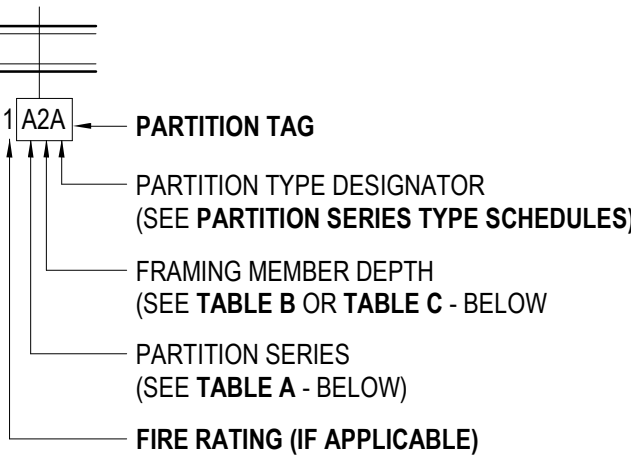 1 A2A PARTITION TAG
PARTITION TYPE DESIGNATOR
(SEE PARTITION SERIES TYPE SCHEDULES)
FRAMING MEMBER DEPTH
(SEE TABLE B OR TABLE C - BELOW
PARTITION SERIES
(SEE TABLE A - BELOW)
FIRE RATING (IF APPLICABLE)